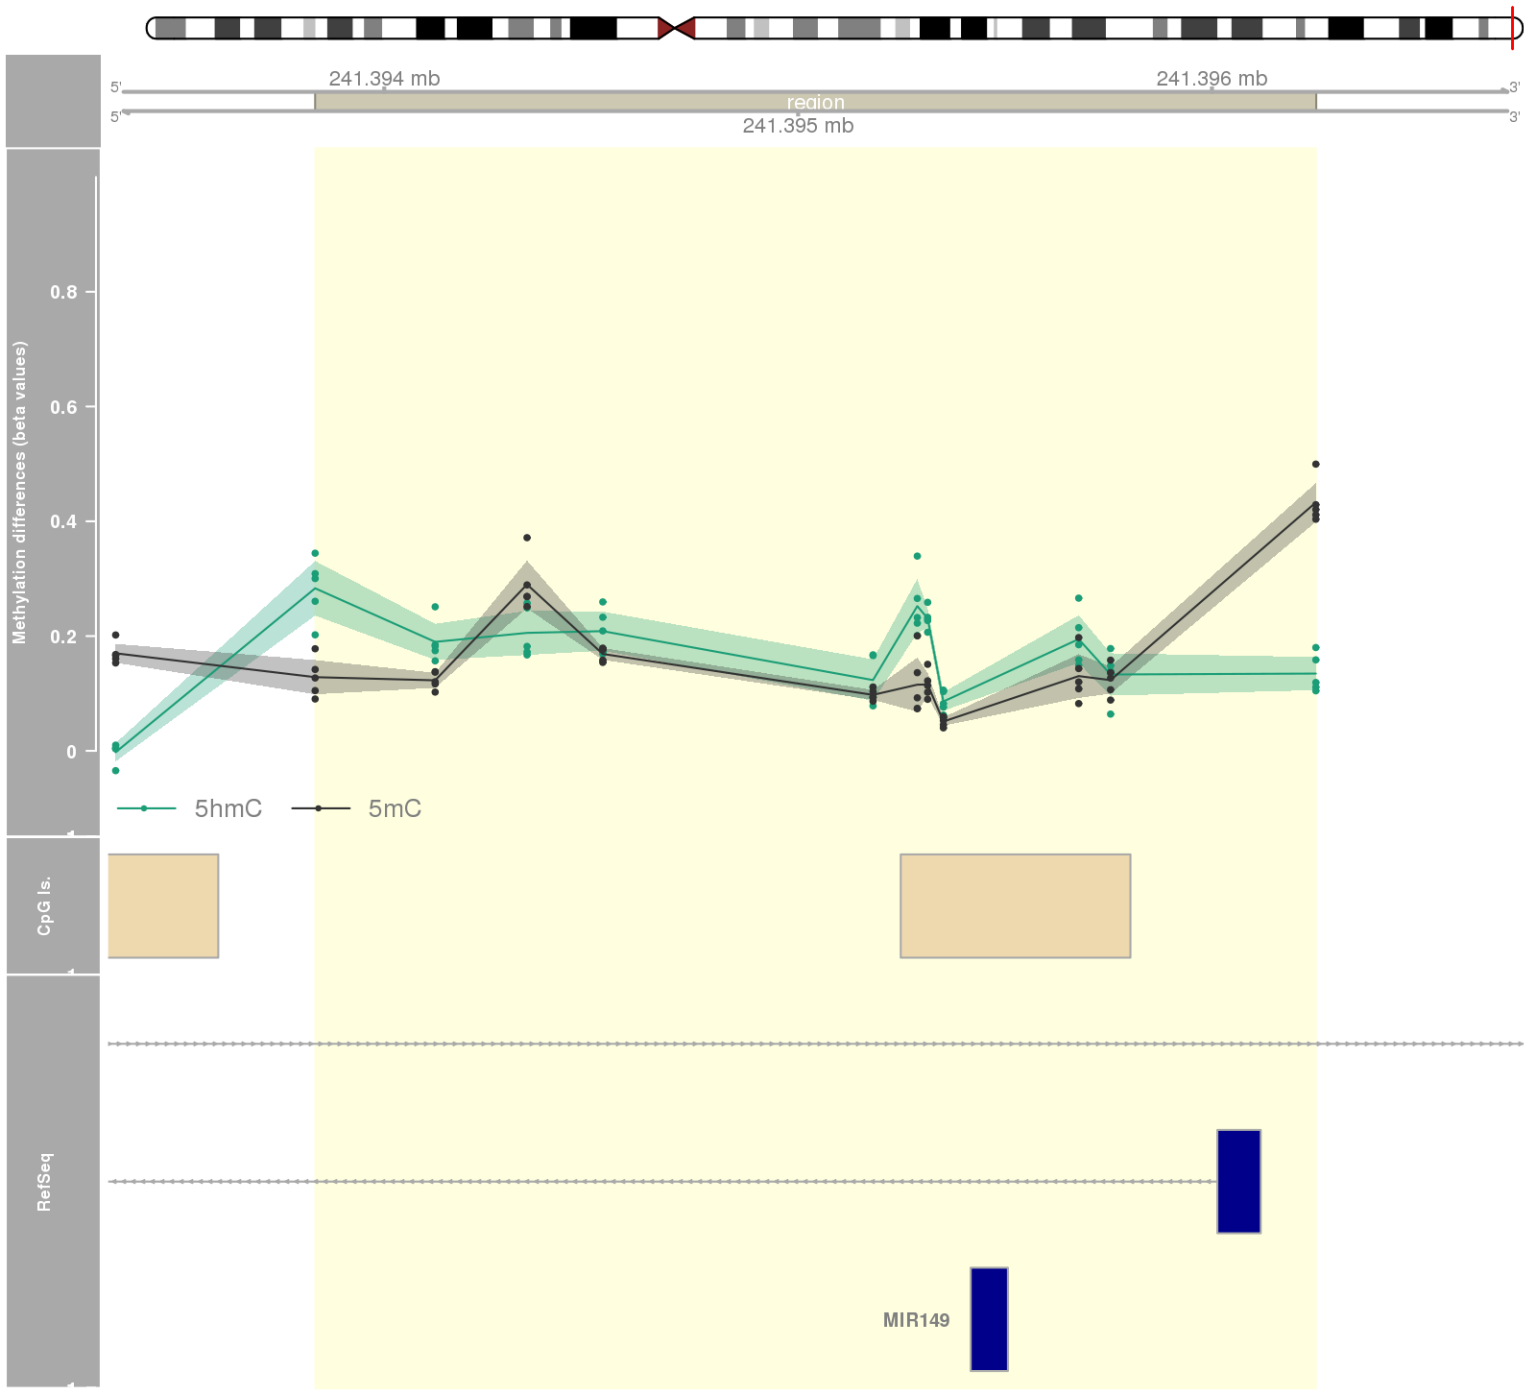 241.394 mb
241.396 mb
5'
3'
region
5'
3'
241.395 mb
Methylation differences (beta values)
0.8
0.6
0.4
0.2
0
5hmC
5mC
CpG Is.
RefSeq
MIR149